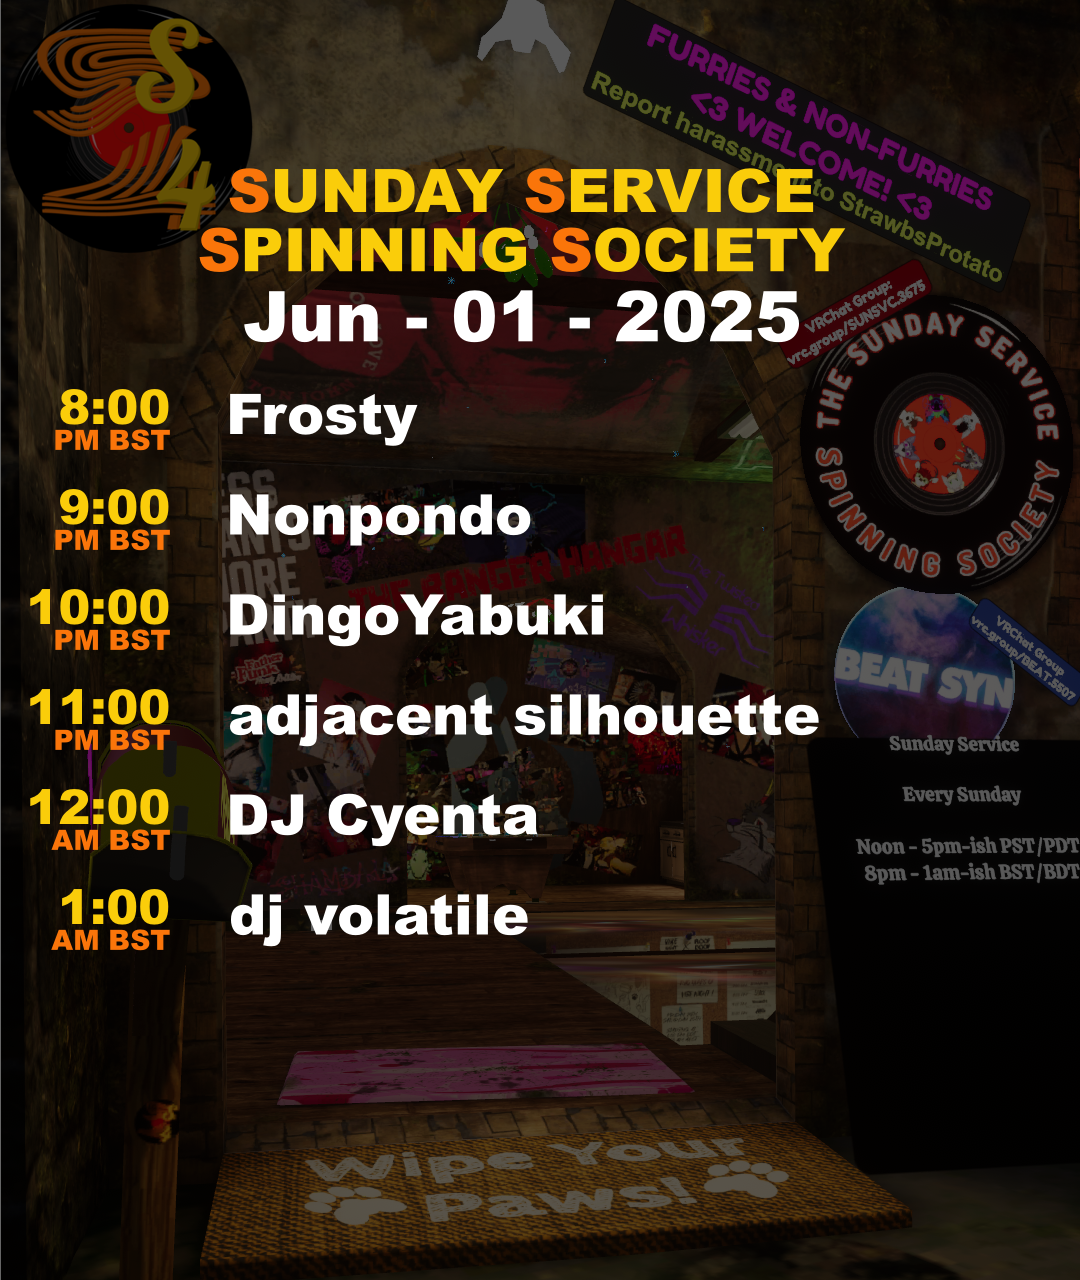 S
4
FURRIES & NON-FURRIES
<3 WELCOME! <3
Report harassment to StrawbsProtato
SUNDAY SERVICE
SPINNING SOCIETY
Jun - 01 - 2025
VRChat Group:
vrc.group/SUNSVC.3675
THE SUNDAY SERVICE
SPINNING SOCIETY
8:00
PM BST
Frosty
9:00
PM BST
Nonpondo
THE BANGER HANGAR
10:00
PM BST
DingoYabuki
BEAT SYN
VRChat Group
vrc.group/BEAT.5507
11:00
PM BST
adjacent silhouette
12:00
AM BST
DJ Cyenta
1:00
AM BST
dj volatile
Sunday Service
Every Sunday
Noon - 5pm-ish PST/PDT
8pm - 1am-ish BST/BDT
Wipe Your
Paws!